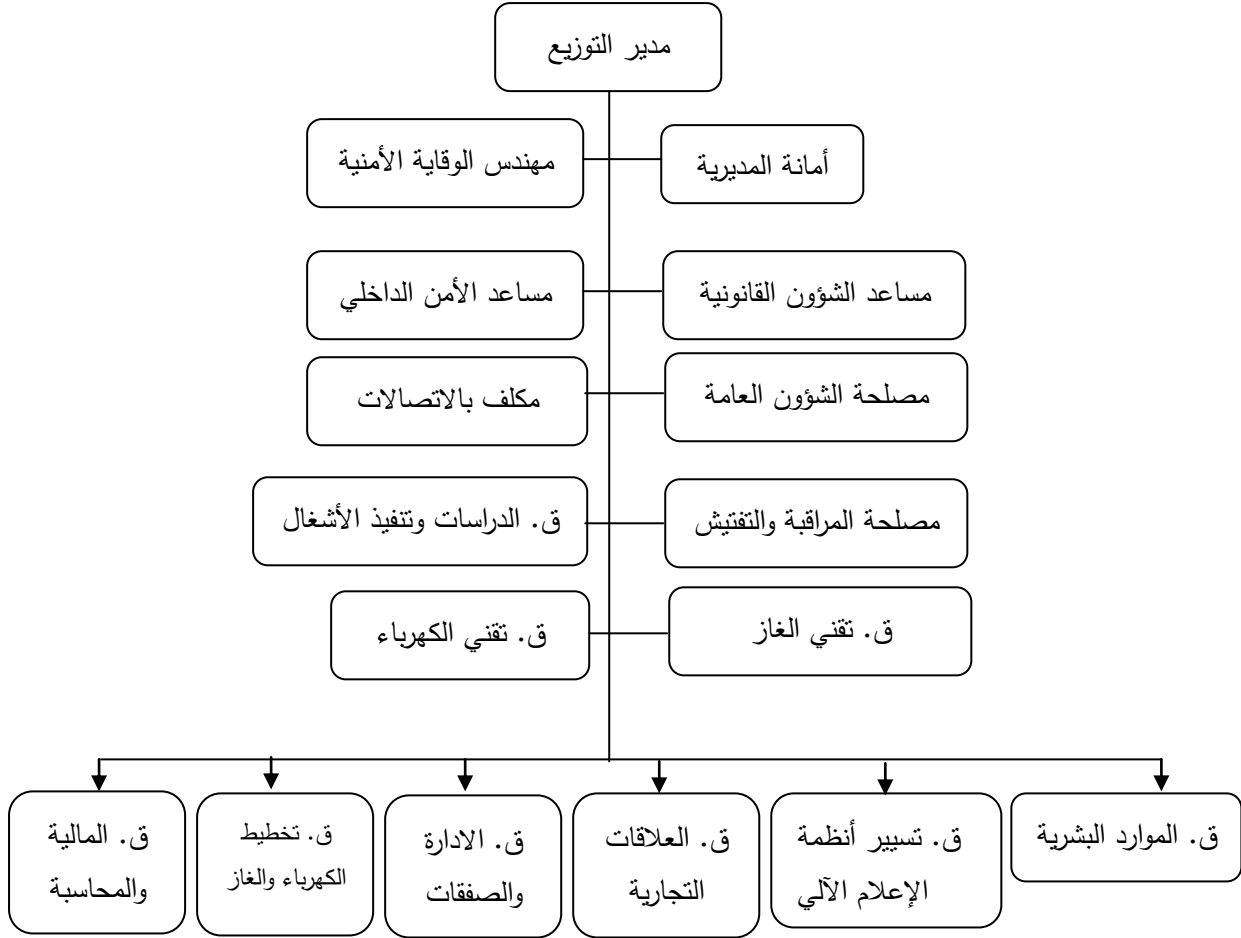 مدير التوزيع
أمانة المديرية
مهندس الوقاية الأمنية
مساعد الشؤون القانونية
مساعد الأمن الداخلي
مصلحة الشؤون العامة
مكلف بالاتصالات
مصلحة المراقبة والتفتيش
ق. الدراسات وتنفيذ الأشغال
ق. تقني الغاز
ق. تقني الكهرباء
ق. الموارد البشرية
ق. تسيير أنظمة
الإعلام الآلي
ق. العلاقات
التجارية
ق. الادارة
والصفقات
ق. تخطيط
الكهرباء والغاز
ق. المالية
والمحاسبة